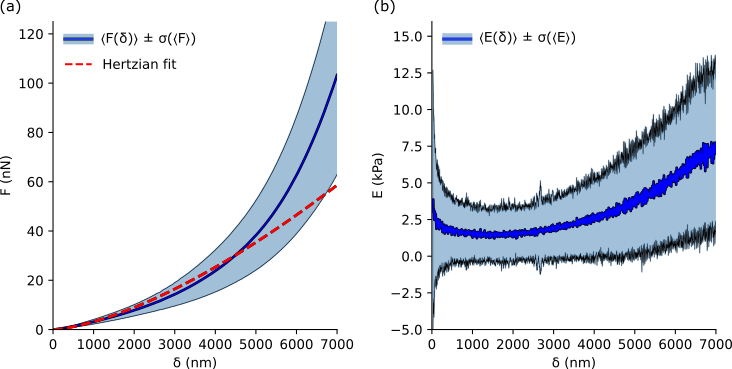 (a)
⟨F(δ)⟩ ± σ(⟨F⟩)
Hertzian fit
120
100
80
60
40
20
0
F (nN)
0 1000 2000 3000 4000 5000 6000 7000
δ (nm)
(b)
⟨E(δ)⟩ ± σ(⟨E⟩)
15.0
12.5
10.0
7.5
5.0
2.5
0.0
−2.5
−5.0
E (kPa)
0 1000 2000 3000 4000 5000 6000 7000
δ (nm)